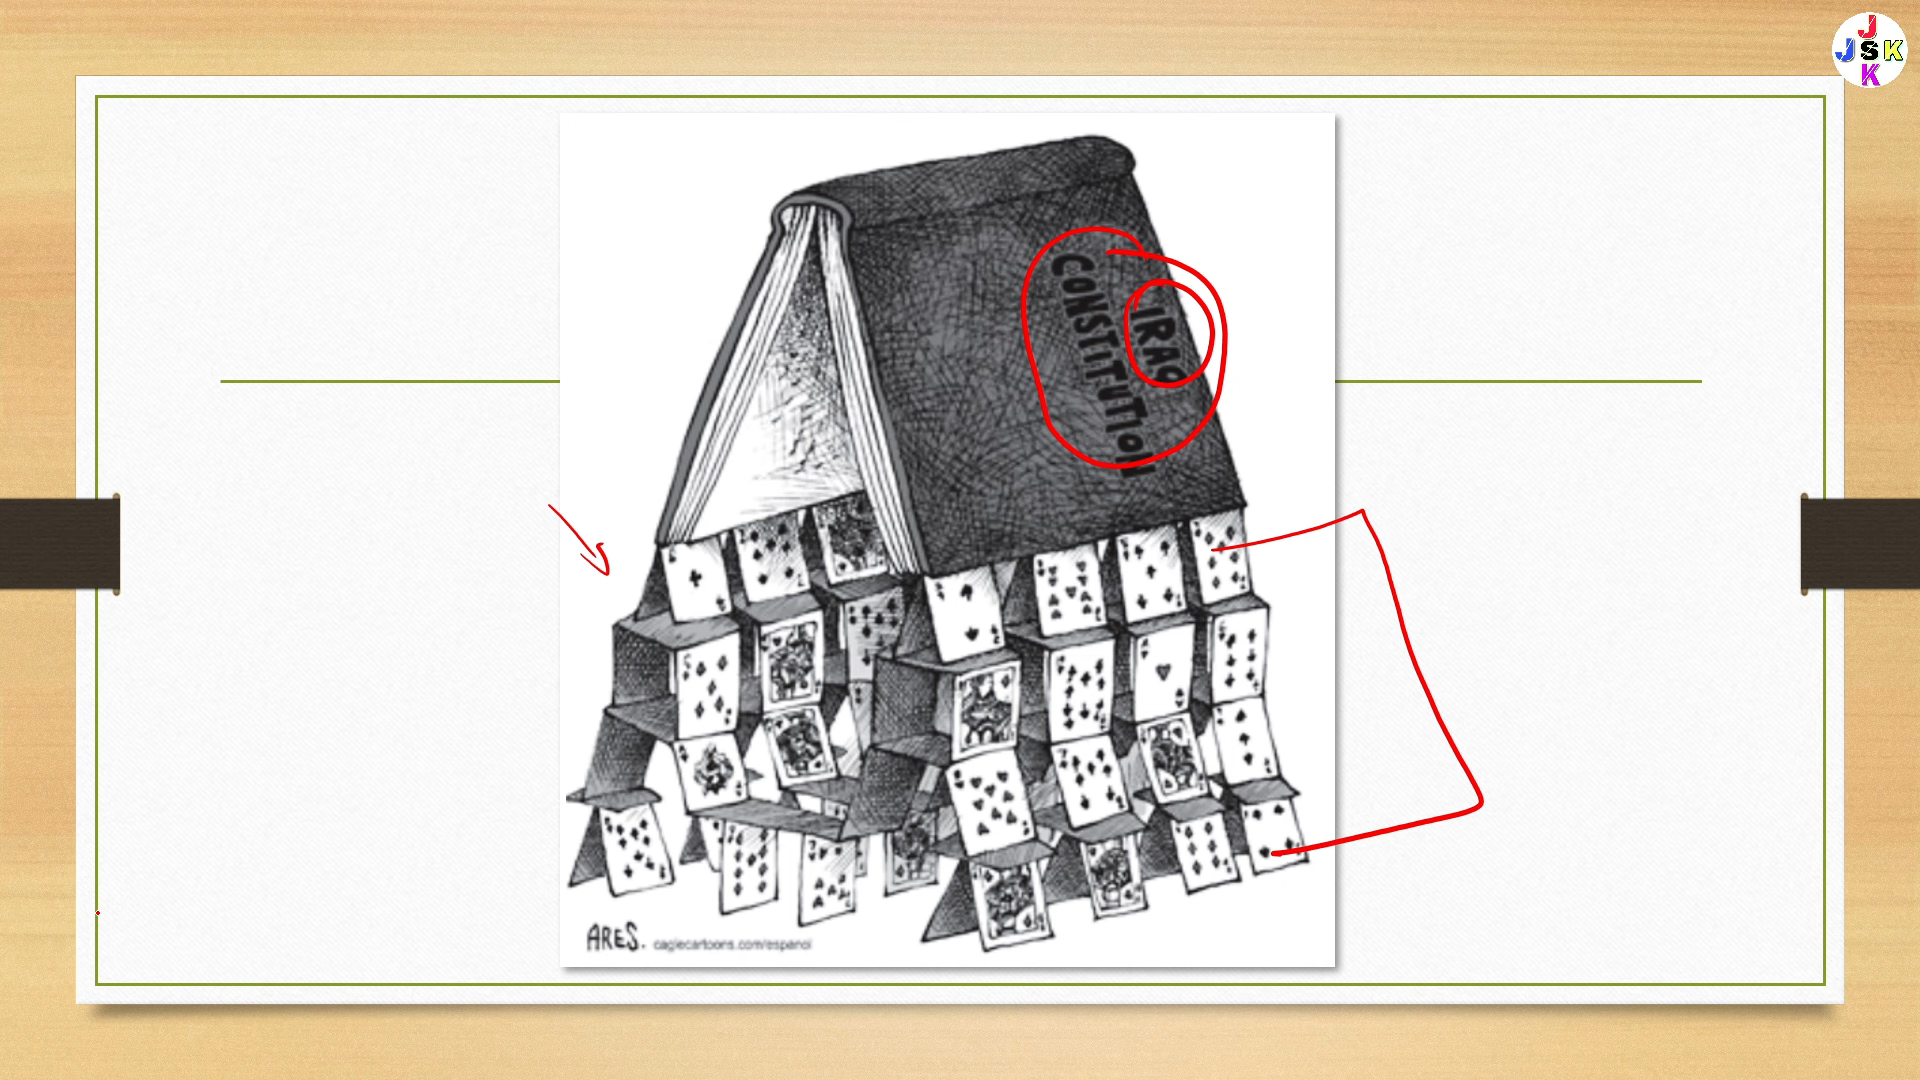 J
J S K
K
IRAQ
CONSTITUTION
ARES. caglecartoons.com/espanol